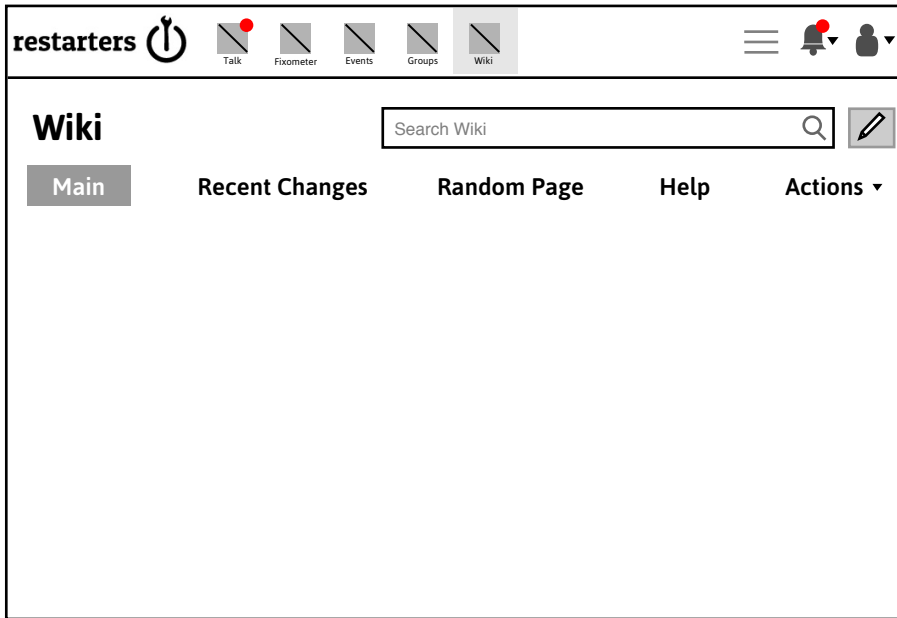 restarters
Talk
Fixometer
Events
Groups
Wiki
Wiki
Search Wiki
Main
Recent Changes
Random Page
Help
Actions